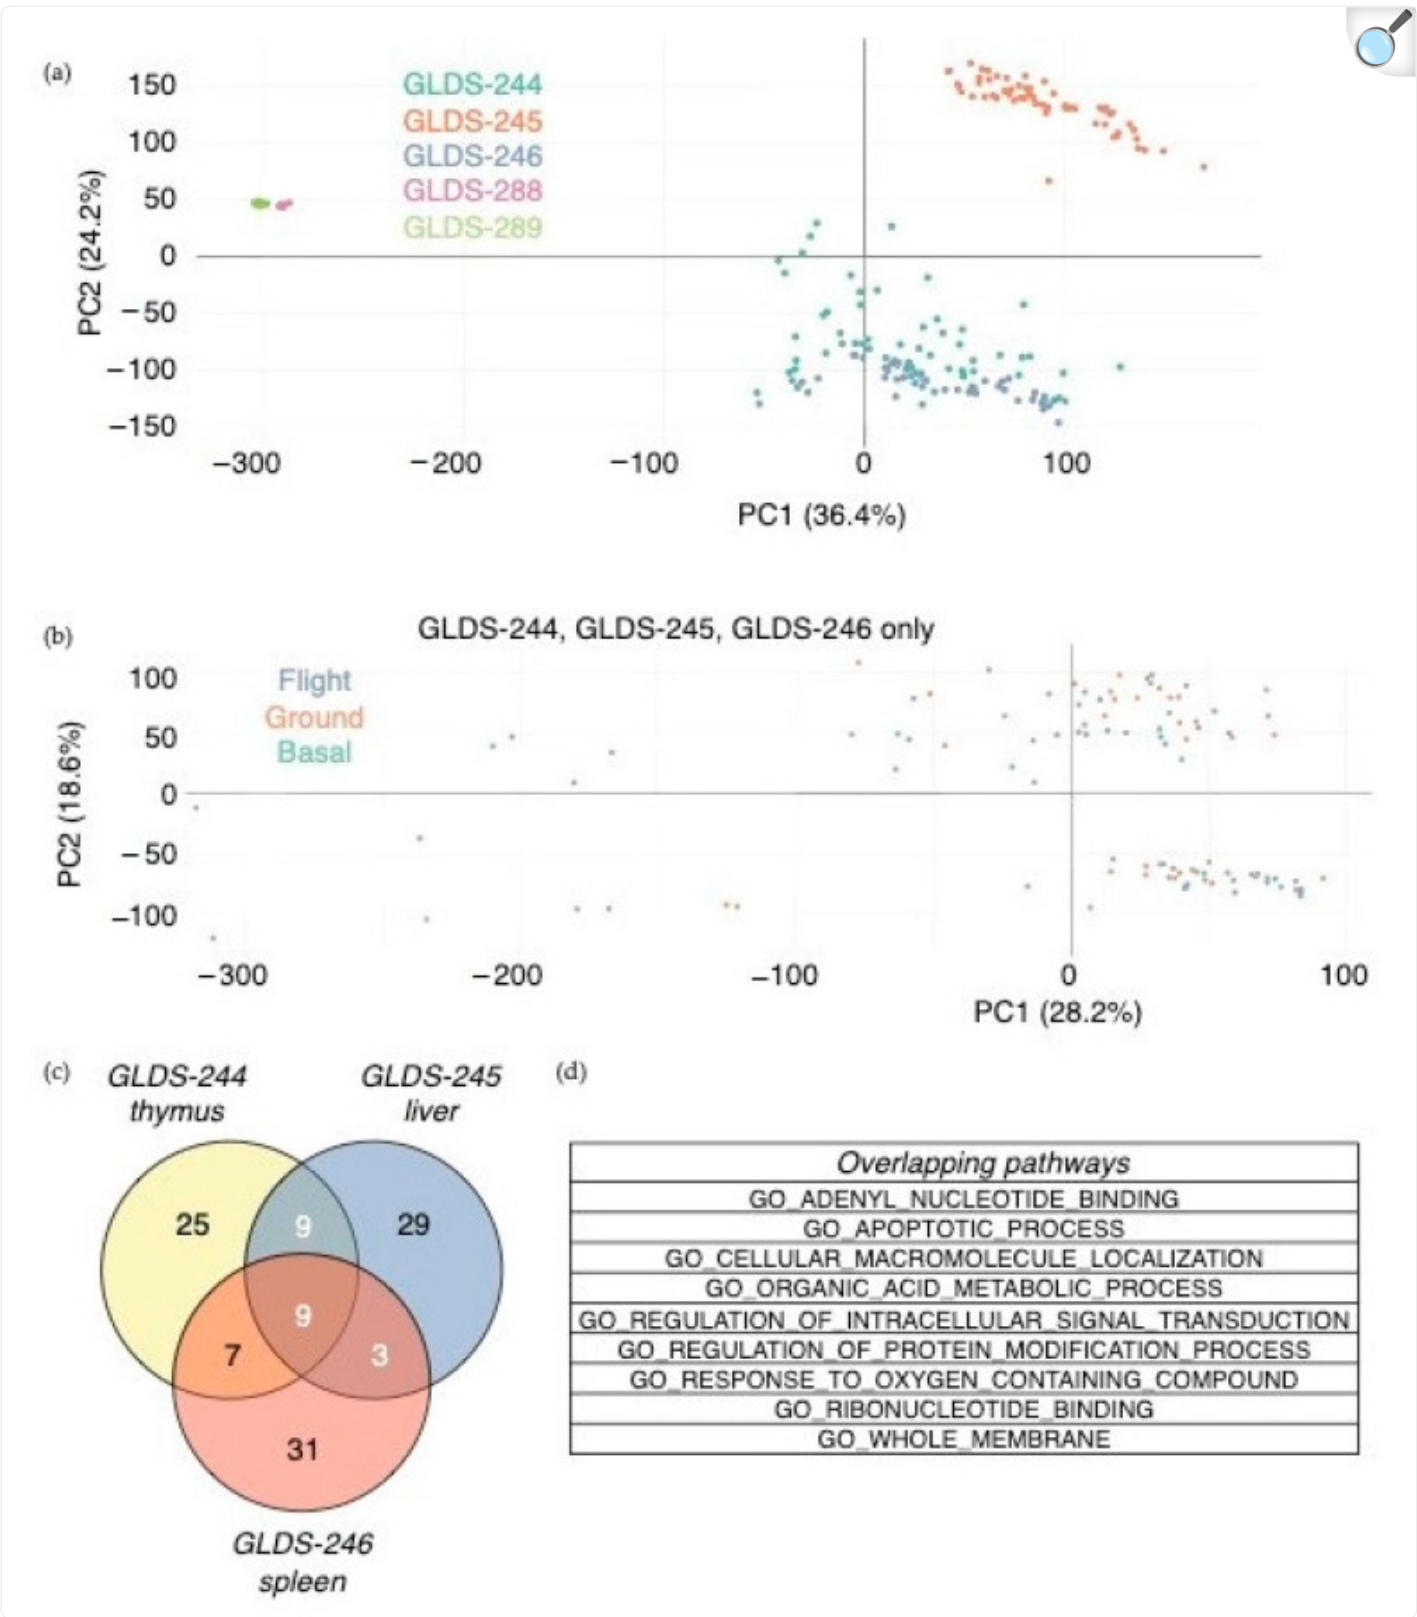 (a)
150
100
50
0
−50
−100
−150
PC2 (24.2%)
GLDS-244
GLDS-245
GLDS-246
GLDS-288
GLDS-289
−300 −200 −100 0 100
PC1 (36.4%)
(b)
GLDS-244, GLDS-245, GLDS-246 only
100
50
0
−50
−100
PC2 (18.6%)
Flight
Ground
Basal
−300 −200 −100 0 100
PC1 (28.2%)
(c)
GLDS-244
thymus
GLDS-245
liver
25 9 29
9
7 3
31
GLDS-246
spleen
(d)
Overlapping pathways
GO_ADENYL_NUCLEOTIDE_BINDING
GO_APOPTOTIC_PROCESS
GO_CELLULAR_MACROMOLECULE_LOCALIZATION
GO_ORGANIC_ACID_METABOLIC_PROCESS
GO_REGULATION_OF_INTRACELLULAR_SIGNAL_TRANSDUCTION
GO_REGULATION_OF_PROTEIN_MODIFICATION_PROCESS
GO_RESPONSE_TO_OXYGEN_CONTAINING_COMPOUND
GO_RIBONUCLEOTIDE_BINDING
GO_WHOLE_MEMBRANE